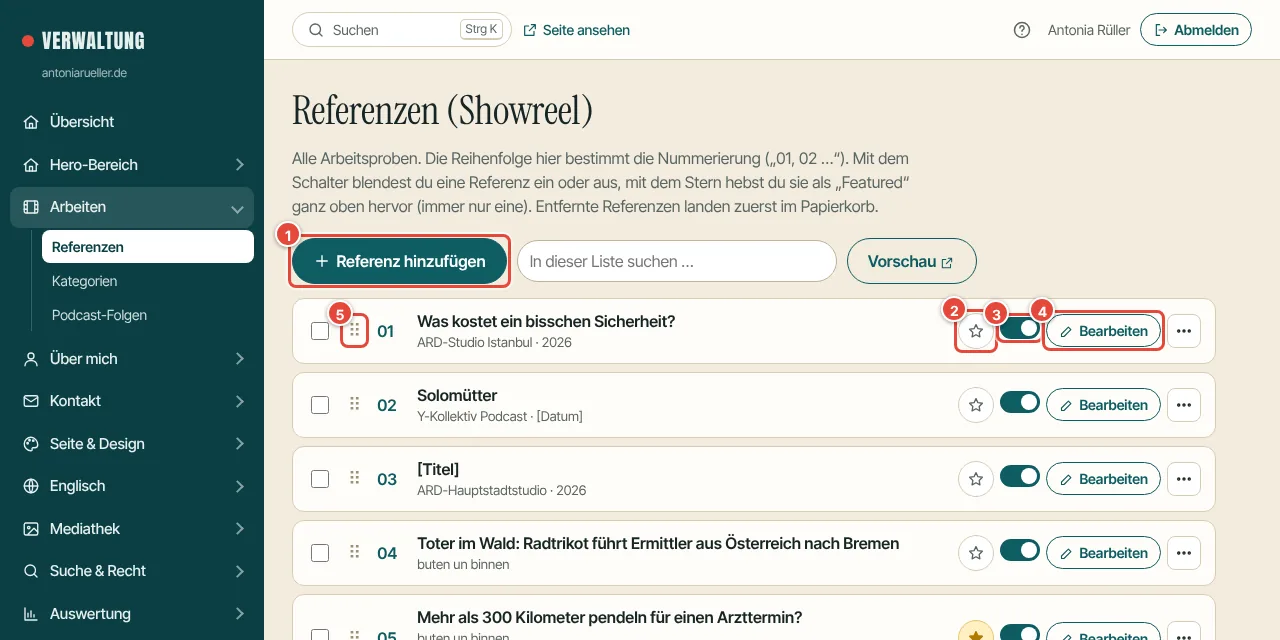 VERWALTUNG
antoniarueller.de
Übersicht
Hero-Bereich
Arbeiten
Referenzen
Kategorien
Podcast-Folgen
Über mich
Kontakt
Seite & Design
Englisch
Mediathek
Suche & Recht
Auswertung
Suchen Strg K Seite ansehen Antonia Rüller Abmelden
Referenzen (Showreel)
Alle Arbeitsproben. Die Reihenfolge hier bestimmt die Nummerierung („01, 02 …“). Mit dem
Schalter blendest du eine Referenz ein oder aus, mit dem Stern hebst du sie als „Featured“
ganz oben hervor (immer nur eine). Entfernte Referenzen landen zuerst im Papierkorb.
1
+ Referenz hinzufügen In dieser Liste suchen … Vorschau
5 2 3 4
01 Was kostet ein bisschen Sicherheit? Bearbeiten
ARD-Studio Istanbul · 2026
02 Solomütter Bearbeiten
Y-Kollektiv Podcast · [Datum]
03 [Titel] Bearbeiten
ARD-Hauptstadtstudio · 2026
04 Toter im Wald: Radtrikot führt Ermittler aus Österreich nach Bremen Bearbeiten
buten un binnen
05 Mehr als 300 Kilometer pendeln für einen Arzttermin? Bearbeiten
buten un binnen